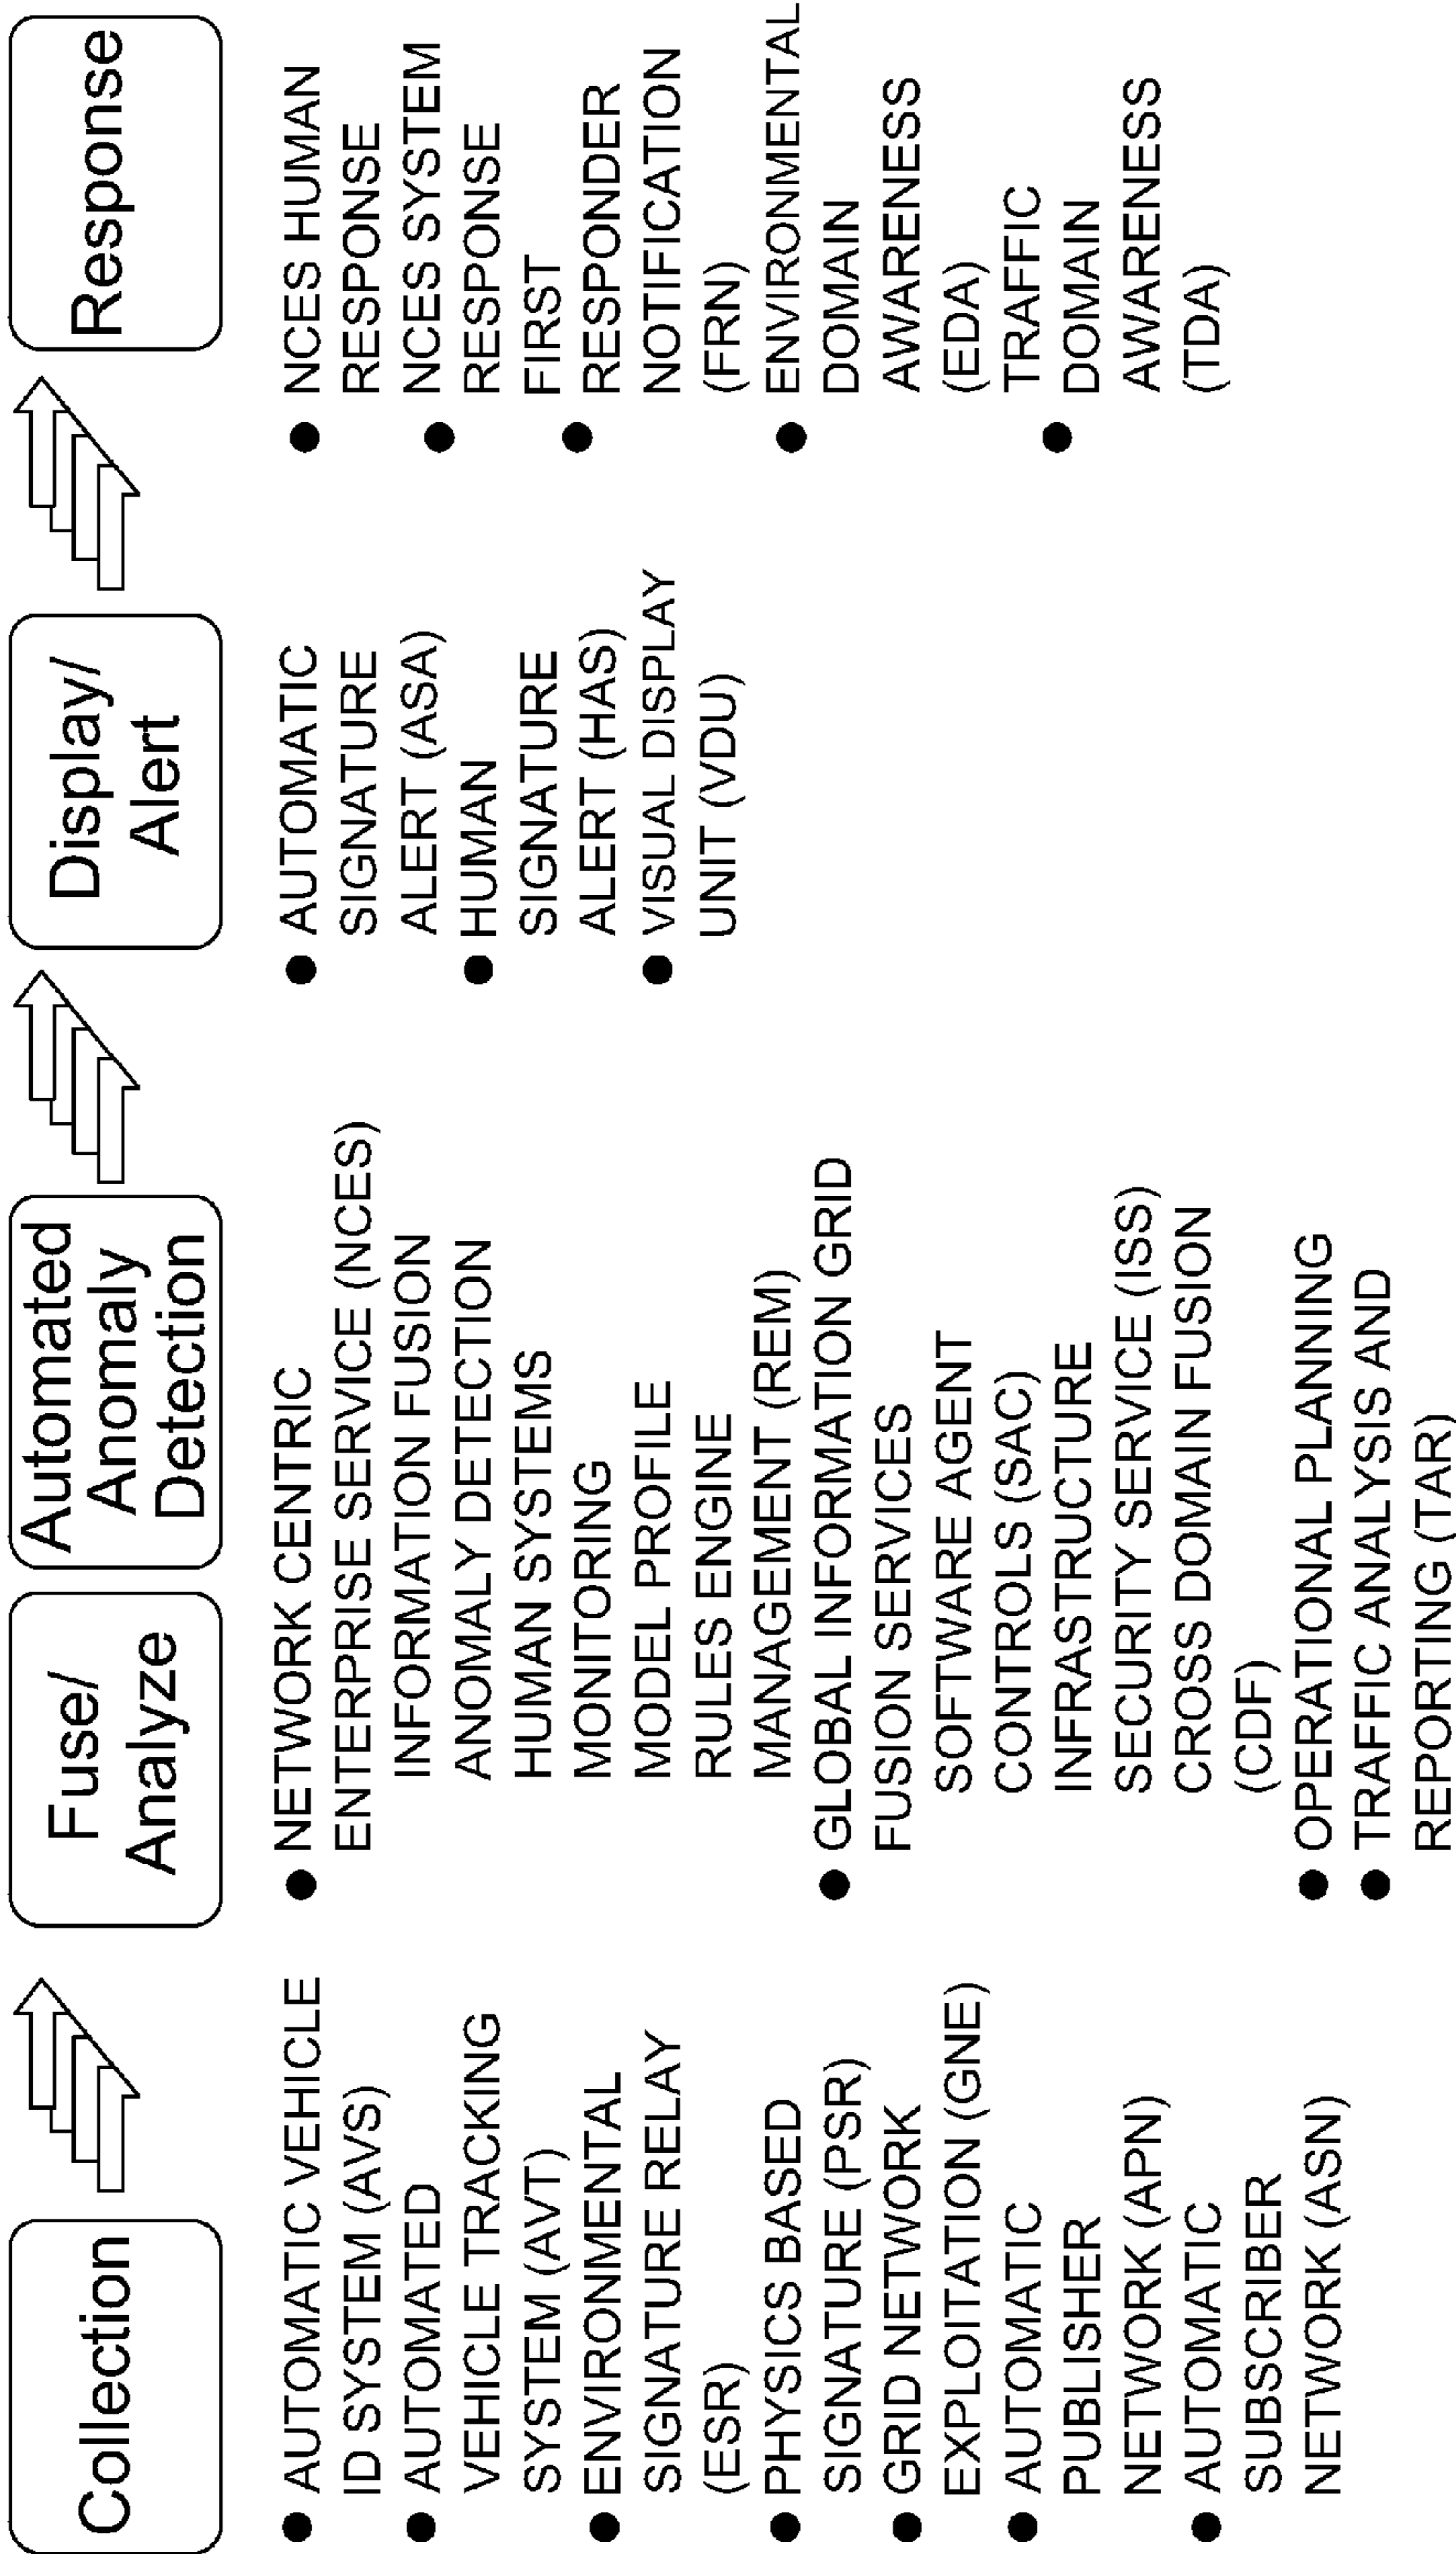 Collection
Fuse/
Analyze
Automated
Anomaly
Detection
Display/
Alert
Response
● AUTOMATIC VEHICLE
ID SYSTEM (AVS)
● AUTOMATED
VEHICLE TRACKING
SYSTEM (AVT)
● ENVIRONMENTAL
SIGNATURE RELAY
(ESR)
● PHYSICS BASED
SIGNATURE (PSR)
● GRID NETWORK
EXPLOITATION (GNE)
● AUTOMATIC
PUBLISHER
NETWORK (APN)
● AUTOMATIC
SUBSCRIBER
NETWORK (ASN)
● NETWORK CENTRIC
ENTERPRISE SERVICE (NCES)
INFORMATION FUSION
ANOMALY DETECTION
HUMAN SYSTEMS
MONITORING
MODEL PROFILE
RULES ENGINE
MANAGEMENT (REM)
● GLOBAL INFORMATION GRID
FUSION SERVICES
SOFTWARE AGENT
CONTROLS (SAC)
INFRASTRUCTURE
SECURITY SERVICE (ISS)
CROSS DOMAIN FUSION
(CDF)
● OPERATIONAL PLANNING
● TRAFFIC ANALYSIS AND
REPORTING (TAR)
● AUTOMATIC
SIGNATURE
ALERT (ASA)
● HUMAN
SIGNATURE
ALERT (HAS)
● VISUAL DISPLAY
UNIT (VDU)
● NCES HUMAN
RESPONSE
● NCES SYSTEM
RESPONSE
FIRST
● RESPONDER
NOTIFICATION
(FRN)
● ENVIRONMENTAL
DOMAIN
AWARENESS
(EDA)
TRAFFIC
● DOMAIN
AWARENESS
(TDA)